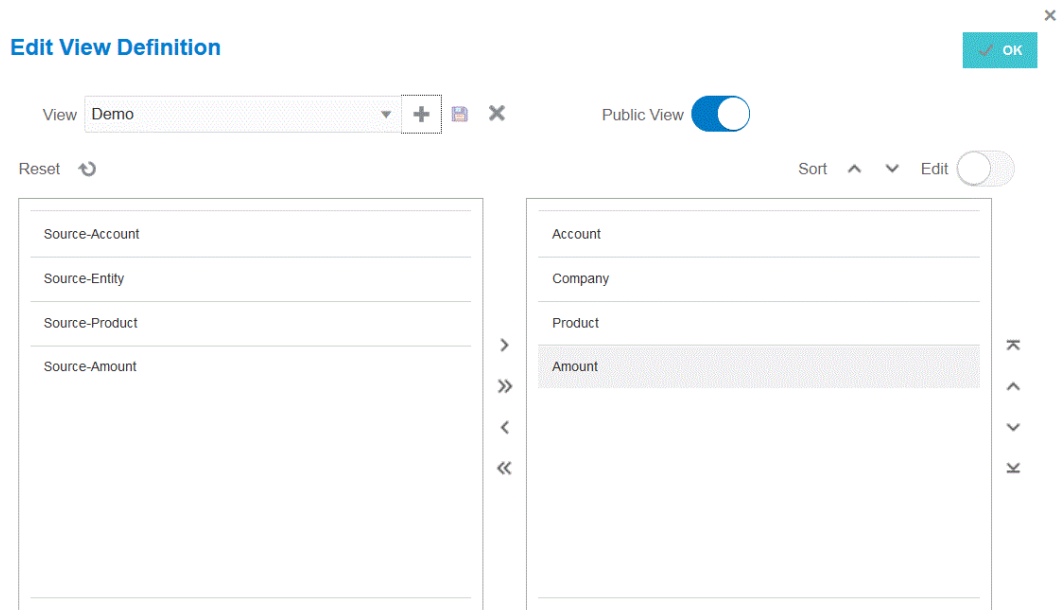 Edit View Definition
OK
View Demo
Public View
Reset
Sort
Edit
Source-Account
Source-Entity
Source-Product
Source-Amount
Account
Company
Product
Amount